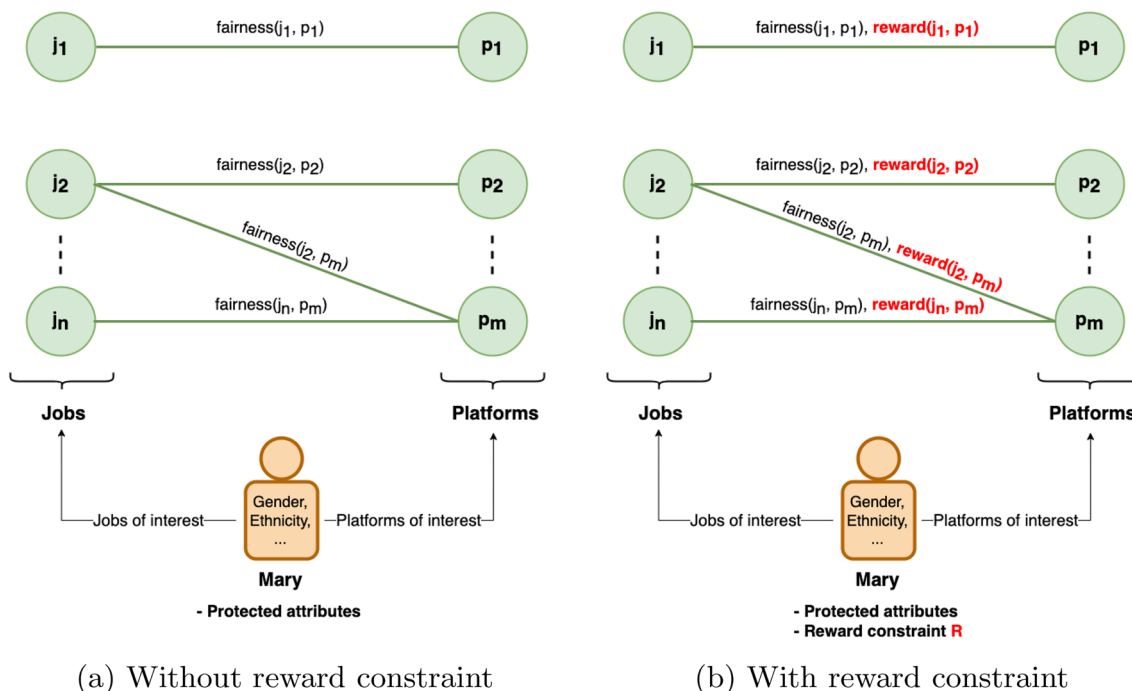 j1
fairness(j1, p1)
p1
j2
fairness(j2, p2)
p2
fairness(j2, pm)
jn
fairness(jn, pm)
pm
Jobs
Platforms
Gender,
Ethnicity,
...
Jobs of interest
Platforms of interest
Mary
- Protected attributes
(a) Without reward constraint
j1
fairness(j1, p1), reward(j1, p1)
p1
j2
fairness(j2, p2), reward(j2, p2)
p2
fairness(j2, pm), reward(j2, pm)
jn
fairness(jn, pm), reward(jn, pm)
pm
Jobs
Platforms
Gender,
Ethnicity,
...
Jobs of interest
Platforms of interest
Mary
- Protected attributes
- Reward constraint R
(b) With reward constraint